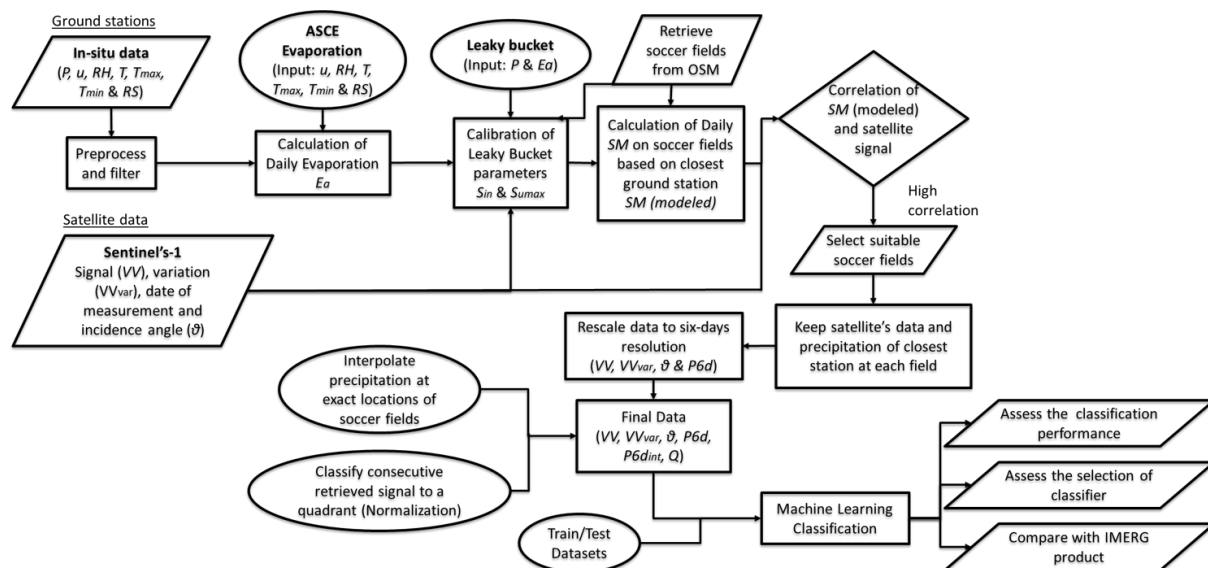 Ground stations
In-situ data
(P, u, RH, T, Tmax,
Tmin & RS)
ASCE
Evaporation
(Input: u, RH, T,
Tmax, Tmin & RS)
Leaky bucket
(Input: P & Ea)
Retrieve
soccer fields
from OSM
Preprocess
and filter
Calculation of
Daily Evaporation
Ea
Calibration of
Leaky Bucket
parameters
Sin & Sumax
Calculation of Daily
SM on soccer fields
based on closest
ground station
SM (modeled)
Correlation of
SM (modeled)
and satellite
signal
High
correlation
Satellite data
Sentinel's-1
Signal (VV), variation
(VVvar), date of
measurement and
incidence angle (ϑ)
Select suitable
soccer fields
Keep satellite's data and
precipitation of closest
station at each field
Rescale data to six-days
resolution
(VV, VVvar, ϑ & P6d)
Interpolate
precipitation at
exact locations of
soccer fields
Classify consecutive
retrieved signal to a
quadrant (Normalization)
Final Data
(VV, VVvar, ϑ, P6d,
P6dint, Q)
Train/Test
Datasets
Machine Learning
Classification
Assess the classification
performance
Assess the selection of
classifier
Compare with IMERG
product